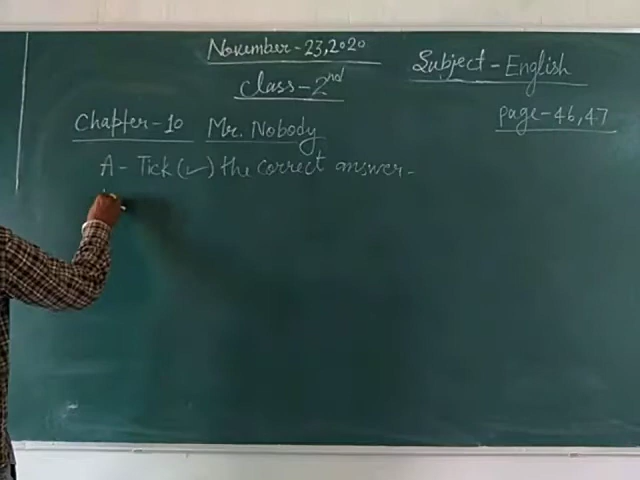 November-23,2020
Subject-English
Class-2nd
page-46,47
Chapter-10 Mr. Nobody
A- Tick(✓) the correct answer-